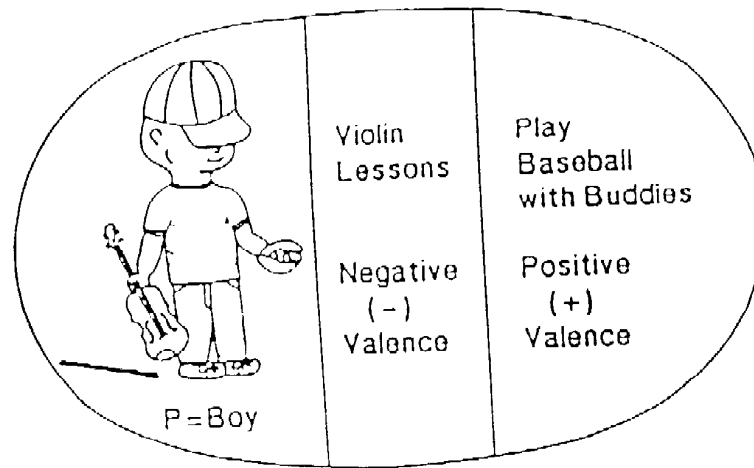 Violin
Lessons
Negative
(-)
Valence
Play
Baseball
with Buddies
Positive
(+)
Valence
P=Boy